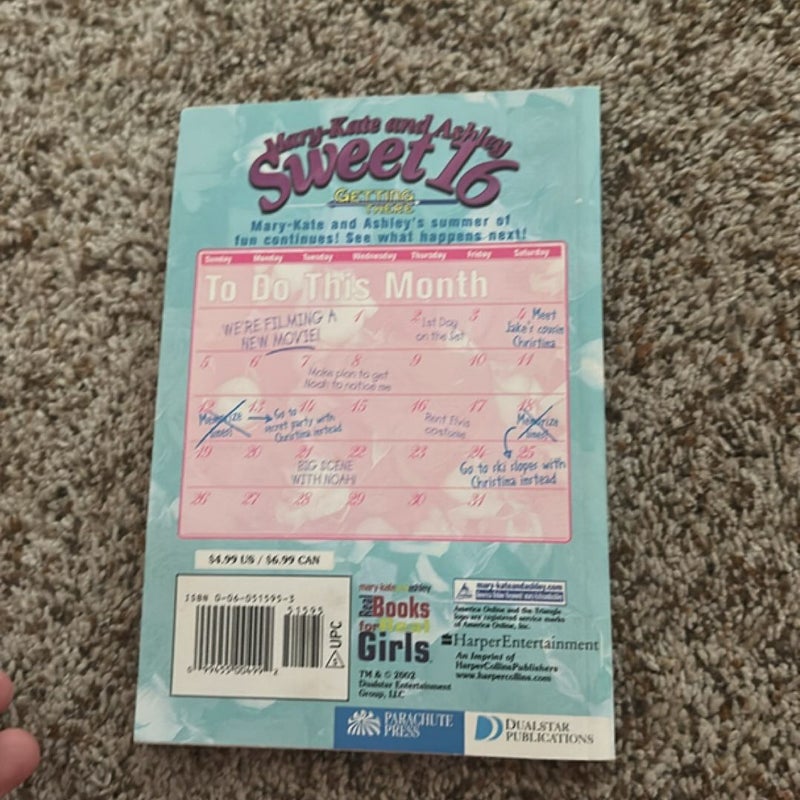 Mary-Kate and Ashley
Sweet 16
GETTING
THERE
Mary-Kate and Ashley's summer of
fun continues! See what happens next!
Sunday Monday Tuesday Wednesday Thursday Friday Saturday
To Do This Month
WE'RE FILMING A
NEW MOVIE!
1
2 1st Day
on the Set
3
4 Meet
Jake's cousin
Christina
5 6 7 8 9 10 11
Make plan to get
Noah to notice me
12 13 14 15 16 17 18
Memorize
lines!
Go to
secret party with
Christina instead
Rent Elvis
costume
Memorize
lines!
19 20 21 22 23 24 25
BIG SCENE
WITH NOAH!
Go to ski slopes with
Christina instead
26 27 28 29 30 31
$4.99 US / $6.99 CAN
ISBN 0-06-051595-3
51595
UPC
mary-kateandashley
Real Books
for Real
Girls
TM & © 2002
Dualstar Entertainment
Group, LLC
mary-kateandashley.com
America Online and the Triangle
logo are registered service marks
of America Online, Inc.
HarperEntertainment
An Imprint of
HarperCollinsPublishers
www.harpercollins.com
PARACHUTE
PRESS
DUALSTAR
PUBLICATIONS